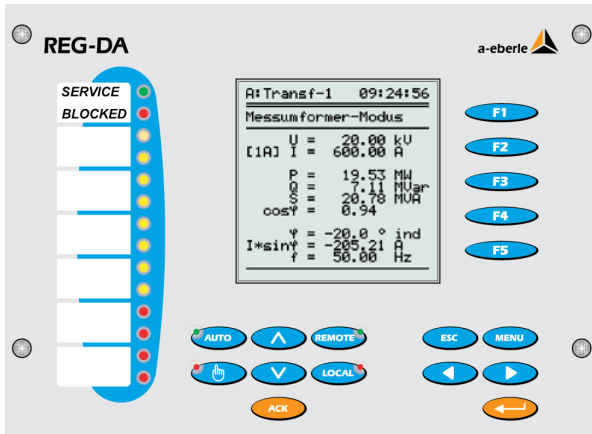 REG-DA
a-eberle
SERVICE
BLOCKED
A:Transf-1 09:24:56
Messumformer-Modus
U = 20.00 kV
[1A] I = 600.00 A
P = 19.53 MW
Q = 7.11 MVar
S = 20.78 MVA
cosφ = 0.94
φ = -20.0 ° ind
I*sinφ = -205.21 A
f = 50.00 Hz
F1
F2
F3
F4
F5
AUTO
REMOTE
ESC
MENU
LOCAL
ACK